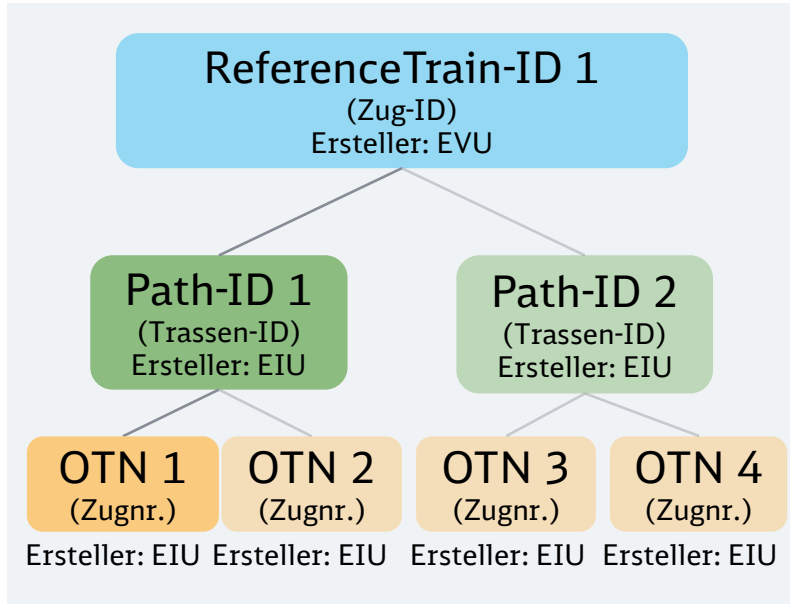 ReferenceTrain-ID 1
(Zug-ID)
Ersteller: EVU
Path-ID 1
(Trassen-ID)
Ersteller: EIU
Path-ID 2
(Trassen-ID)
Ersteller: EIU
OTN 1
(Zugnr.)
Ersteller: EIU
OTN 2
(Zugnr.)
Ersteller: EIU
OTN 3
(Zugnr.)
Ersteller: EIU
OTN 4
(Zugnr.)
Ersteller: EIU